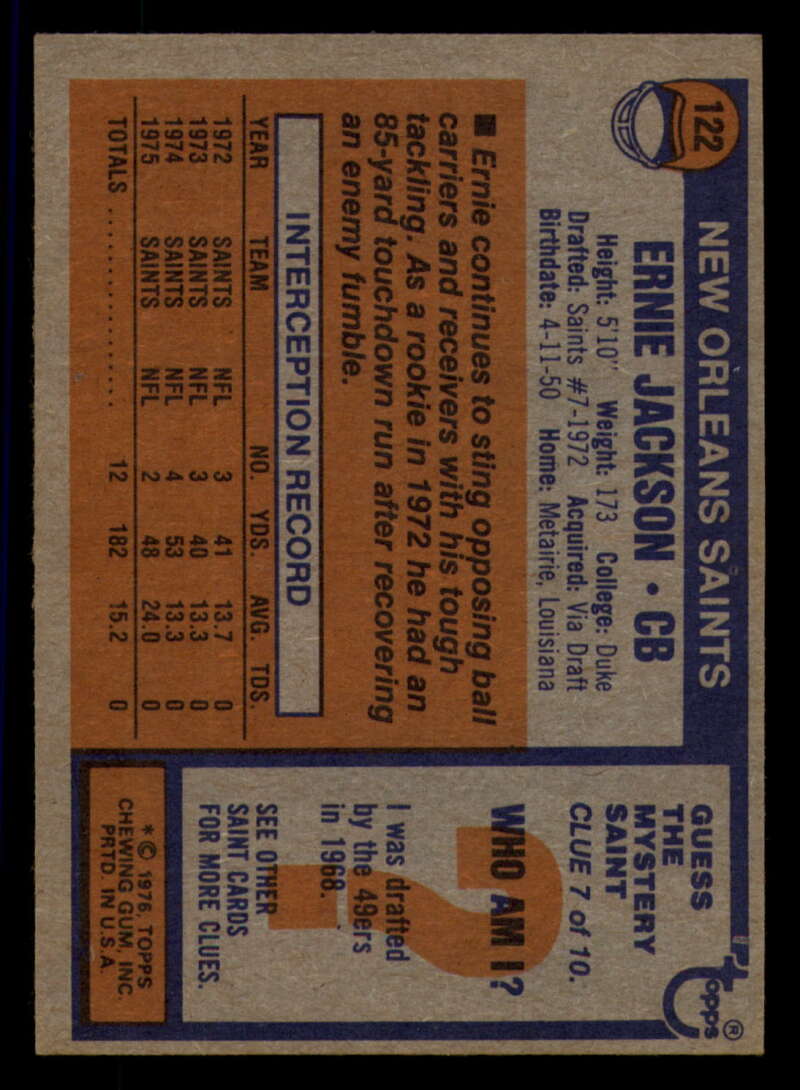 122
NEW ORLEANS SAINTS
ERNIE JACKSON • CB
Height: 5'10" Weight: 173 College: Duke
Drafted: Saints #7-1972 Acquired: Via Draft
Birthdate: 4-11-50 Home: Metairie, Louisiana
■ Ernie continues to sting opposing ball
carriers and receivers with his tough
tackling. As a rookie in 1972 he had an
85-yard touchdown run after recovering
an enemy fumble.
INTERCEPTION RECORD
YEAR TEAM NO. YDS. AVG. TDS.
1972 SAINTS NFL 3 41 13.7 0
1973 SAINTS NFL 3 40 13.3 0
1974 SAINTS NFL 4 53 13.3 0
1975 SAINTS NFL 2 48 24.0 0
TOTALS ................. 12 182 15.2 0
Topps®
GUESS
THE
MYSTERY
SAINT
CLUE 7 of 10.
?
WHO AM I?
I was drafted
by the 49ers
in 1968.
SEE OTHER
SAINT CARDS
FOR MORE CLUES.
*© 1976, TOPPS
CHEWING GUM, INC.
PRTD. IN U.S.A.